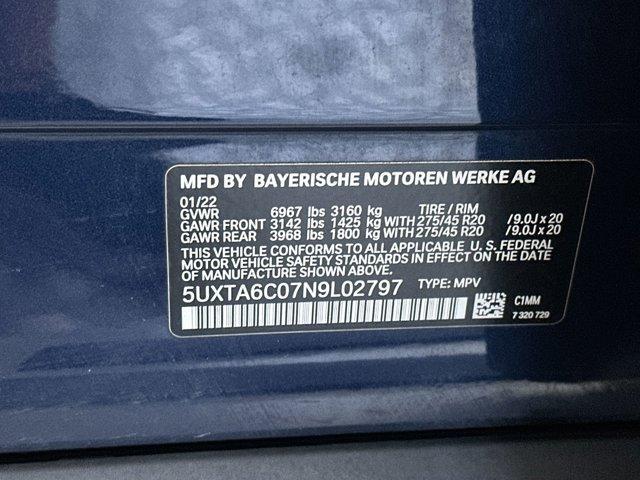 MFD BY BAYERISCHE MOTOREN WERKE AG
01/22 TIRE / RIM
GVWR 6967 lbs 3160 kg
GAWR FRONT 3142 lbs 1425 kg WITH 275/45 R20 /9.0J x 20
GAWR REAR 3968 lbs 1800 kg WITH 275/45 R20 /9.0J x 20
THIS VEHICLE CONFORMS TO ALL APPLICABLE U. S. FEDERAL
MOTOR VEHICLE SAFETY STANDARDS IN EFFECT ON THE
DATE OF MANUFACTURE SHOWN ABOVE.
5UXTA6C07N9L02797 TYPE: MPV
C1MM
7 320 729